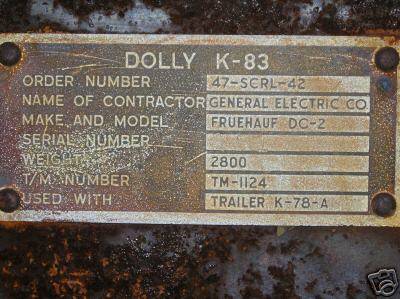 DOLLY K-83
ORDER NUMBER 47-SCRL-42
NAME OF CONTRACTOR GENERAL ELECTRIC CO.
MAKE AND MODEL FRUEHAUF DC-2
SERIAL NUMBER
WEIGHT 2800
T/M NUMBER TM-1124
USED WITH TRAILER K-78-A